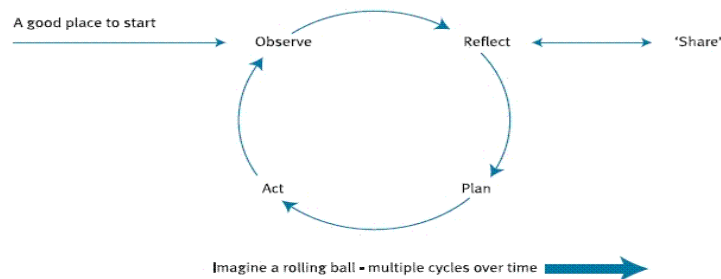 A good place to start
Observe
Reflect
‘Share’
Act
Plan
Imagine a rolling ball - multiple cycles over time